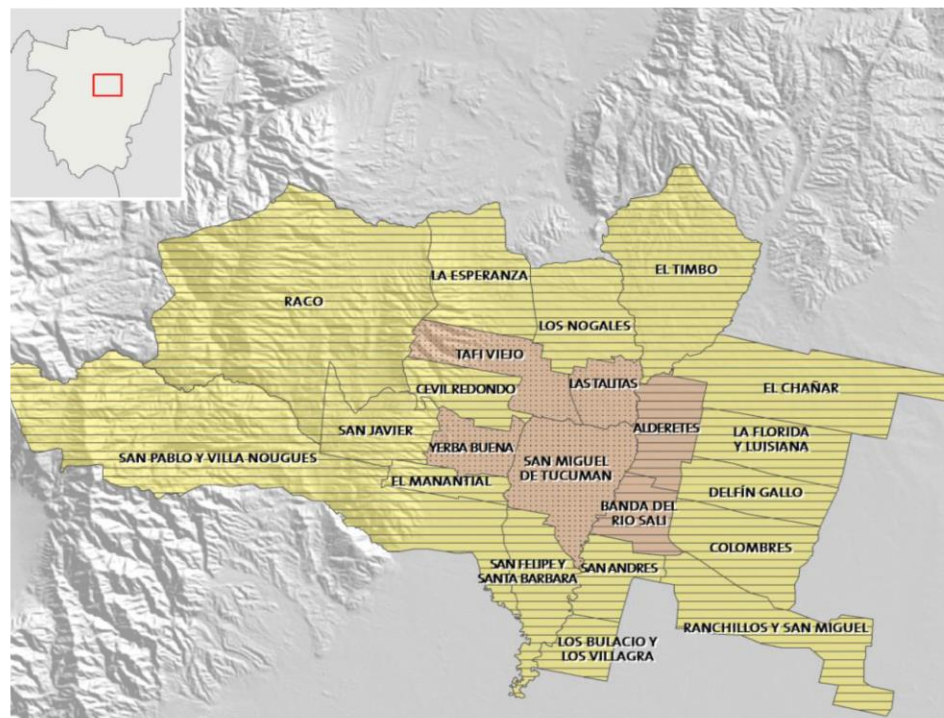 EL TIMBO
LA ESPERANZA
RACO
LOS NOGALES
TAFI VIEJO
LAS TALITAS
CEVIL REDONDO
EL CHAÑAR
SAN JAVIER
ALDERETES
LA FLORIDA
Y LUISIANA
YERBA BUENA
SAN PABLO Y VILLA NOUGUES
SAN MIGUEL
DE TUCUMAN
EL MANANTIAL
DELFÍN GALLO
BANDA DEL
RIO SALI
COLOMBRES
SAN FELIPE Y
SANTA BARBARA
SAN ANDRES
RANCHILLOS Y SAN MIGUEL
LOS BULACIO Y
LOS VILLAGRA